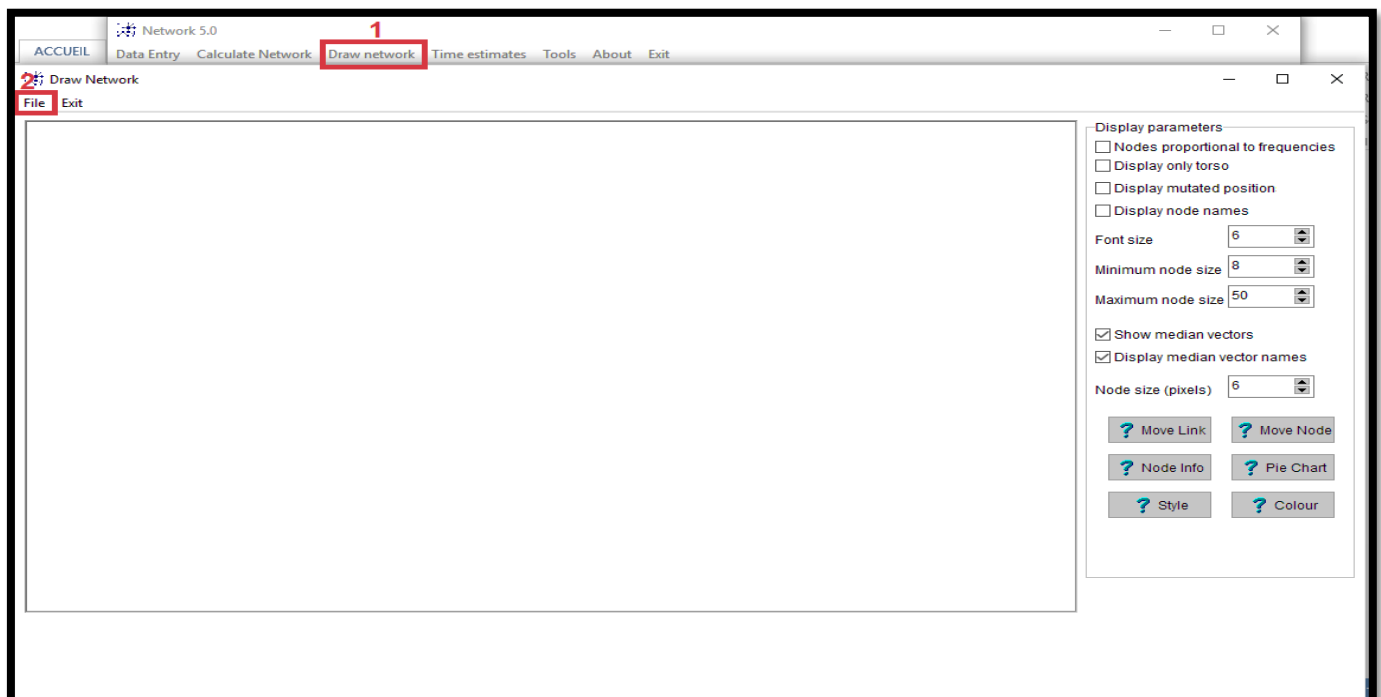 Network 5.0
1
ACCUEIL
Data Entry Calculate Network Draw network Time estimates Tools About Exit
2
Draw Network
File Exit
Display parameters
Nodes proportional to frequencies
Display only torso
Display mutated position
Display node names
Font size 6
Minimum node size 8
Maximum node size 50
Show median vectors
Display median vector names
Node size (pixels) 6
? Move Link ? Move Node
? Node Info ? Pie Chart
? Style ? Colour